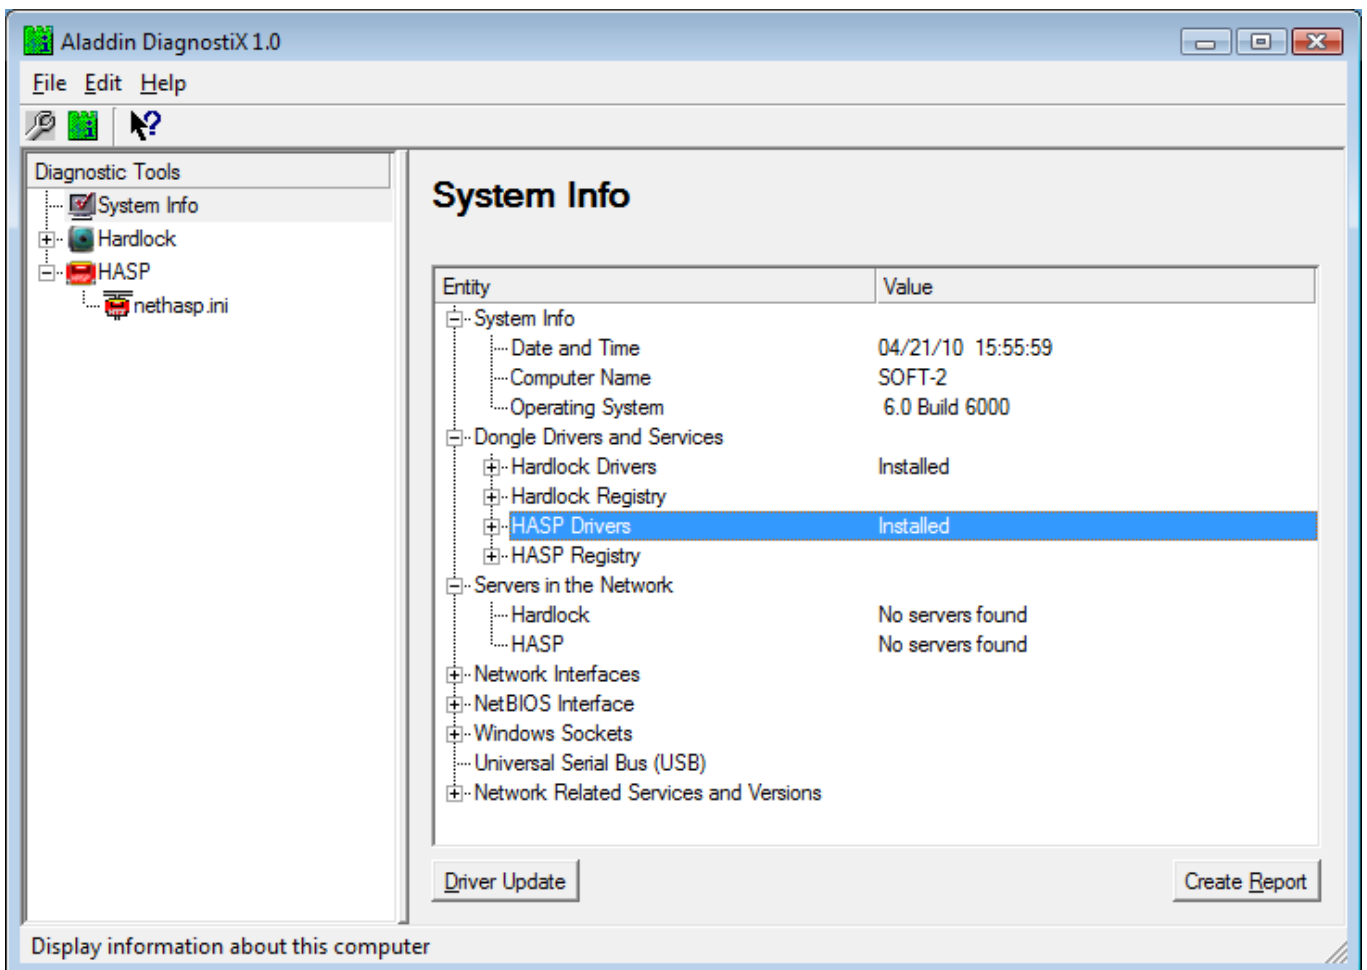 Aladdin DiagnostiX 1.0
File Edit Help
Diagnostic Tools
System Info
Hardlock
HASP
nethasp.ini
System Info
Entity Value
System Info
Date and Time 04/21/10 15:55:59
Computer Name SOFT-2
Operating System 6.0 Build 6000
Dongle Drivers and Services
Hardlock Drivers Installed
Hardlock Registry
HASP Drivers Installed
HASP Registry
Servers in the Network
Hardlock No servers found
HASP No servers found
Network Interfaces
NetBIOS Interface
Windows Sockets
Universal Serial Bus (USB)
Network Related Services and Versions
Driver Update Create Report
Display information about this computer